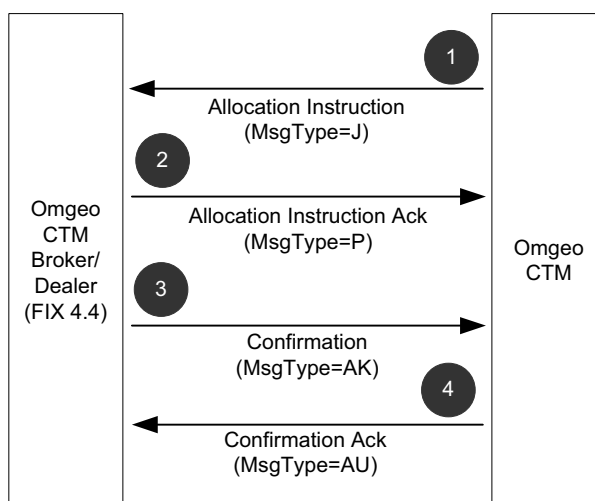 1
Allocation Instruction
(MsgType=J)
2
Allocation Instruction Ack
(MsgType=P)
Omgeo
CTM
Broker/
Dealer
(FIX 4.4)
Omgeo
CTM
3
Confirmation
(MsgType=AK)
4
Confirmation Ack
(MsgType=AU)